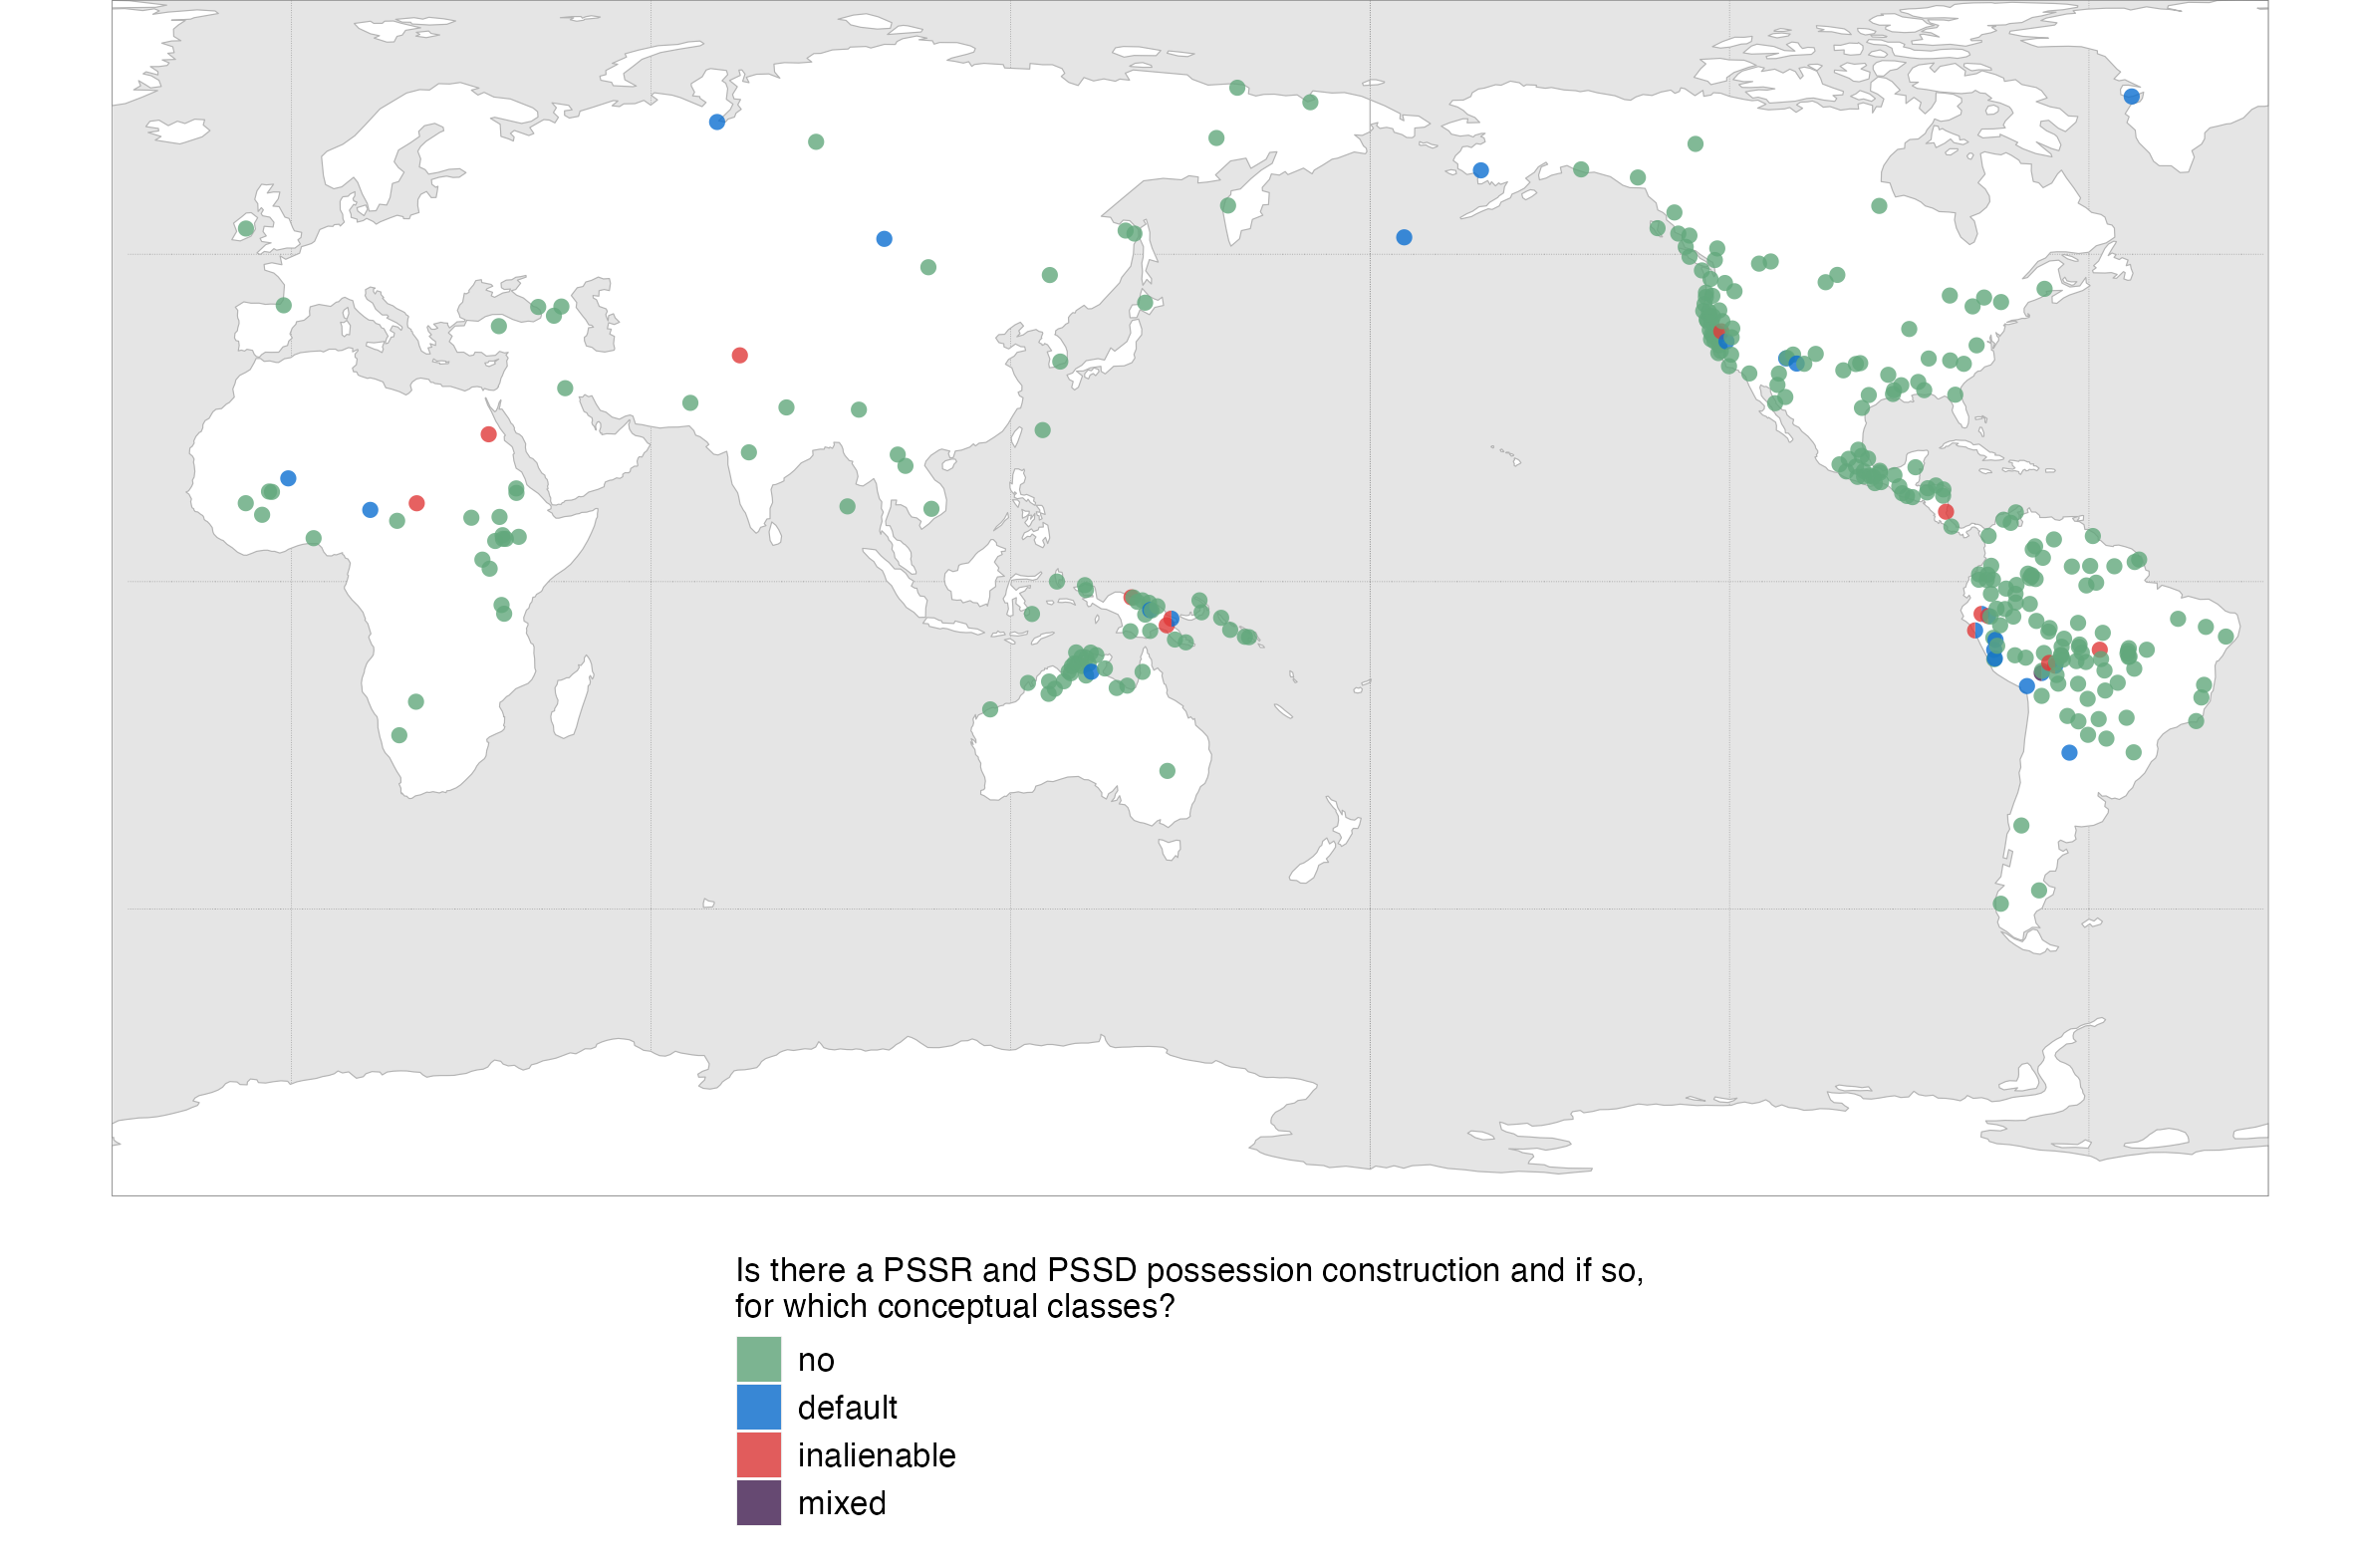 Is there a PSSR and PSSD possession construction and if so,
for which conceptual classes?
no
default
inalienable
mixed